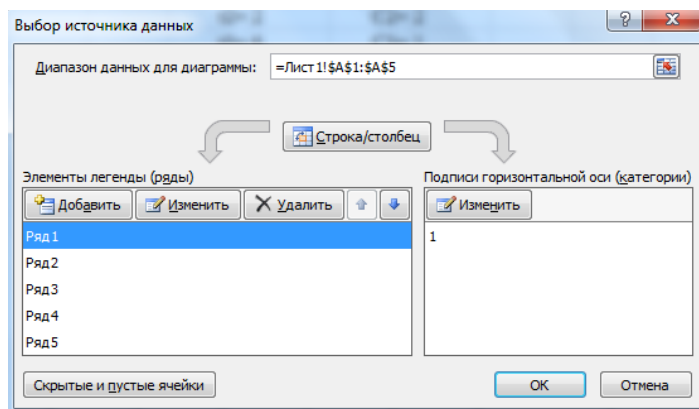 Выбор источника данных
Диапазон данных для диаграммы: =Лист1!$A$1:$A$5
Строка/столбец
Элементы легенды (ряды)
Подписи горизонтальной оси (категории)
Добавить Изменить Удалить
Изменить
Ряд1
1
Ряд2
Ряд3
Ряд4
Ряд5
Скрытые и пустые ячейки
ОК Отмена